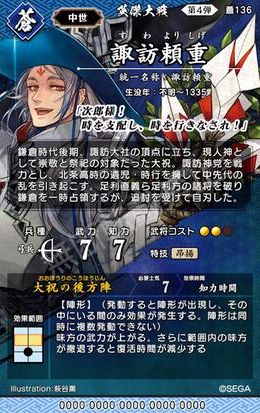 蒼
中世
英傑大戦
第4弾
蒼136
すわよりしげ
諏訪頼重
統一名称:諏訪頼重
生没年:不明〜1335
「次郎様!
時を支配し、時を行きなされ!」
鎌倉時代後期、諏訪大社の頂点に立ち、現人神と
して崇敬と祭祀の対象だった大祝。諏訪神党を戦
力とし、北条高時の遺児・時行を擁して中先代の
乱を引き起こす。足利直義ら足利方の諸将を破り
鎌倉を一時占領するが、追討を受けて自刃した。
兵種
弓兵
武力
7
知力
7
武将コスト
特技
昂揚
おおほうりのこうほうじん
大祝の後方陣
必要士気
7
効果時間
知力時間
効果範囲
【陣形】(発動すると陣形が出現し、その
中にいる間のみ効果が発生する。陣形は同
時に複数発動できない)
味方の武力が上がる。さらに範囲内の味方
が撤退すると復活時間が減少する
Illustration:萩谷薫
©SEGA
0000-0000-0000-0000-0000